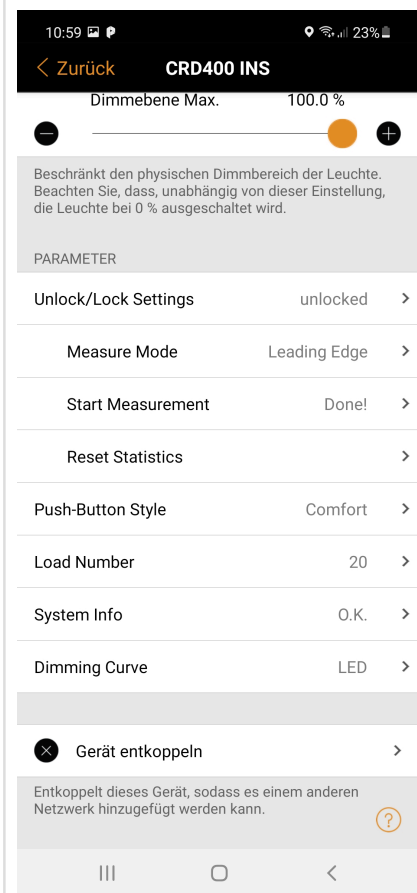 10:59 23%
Zurück CRD400 INS
Dimmebene Max. 100.0 %
Beschränkt den physischen Dimmbereich der Leuchte.
Beachten Sie, dass, unabhängig von dieser Einstellung,
die Leuchte bei 0 % ausgeschaltet wird.
PARAMETER
Unlock/Lock Settings unlocked
Measure Mode Leading Edge
Start Measurement Done!
Reset Statistics
Push-Button Style Comfort
Load Number 20
System Info O.K.
Dimming Curve LED
Gerät entkoppeln
Entkoppelt dieses Gerät, sodass es einem anderen
Netzwerk hinzugefügt werden kann.
?